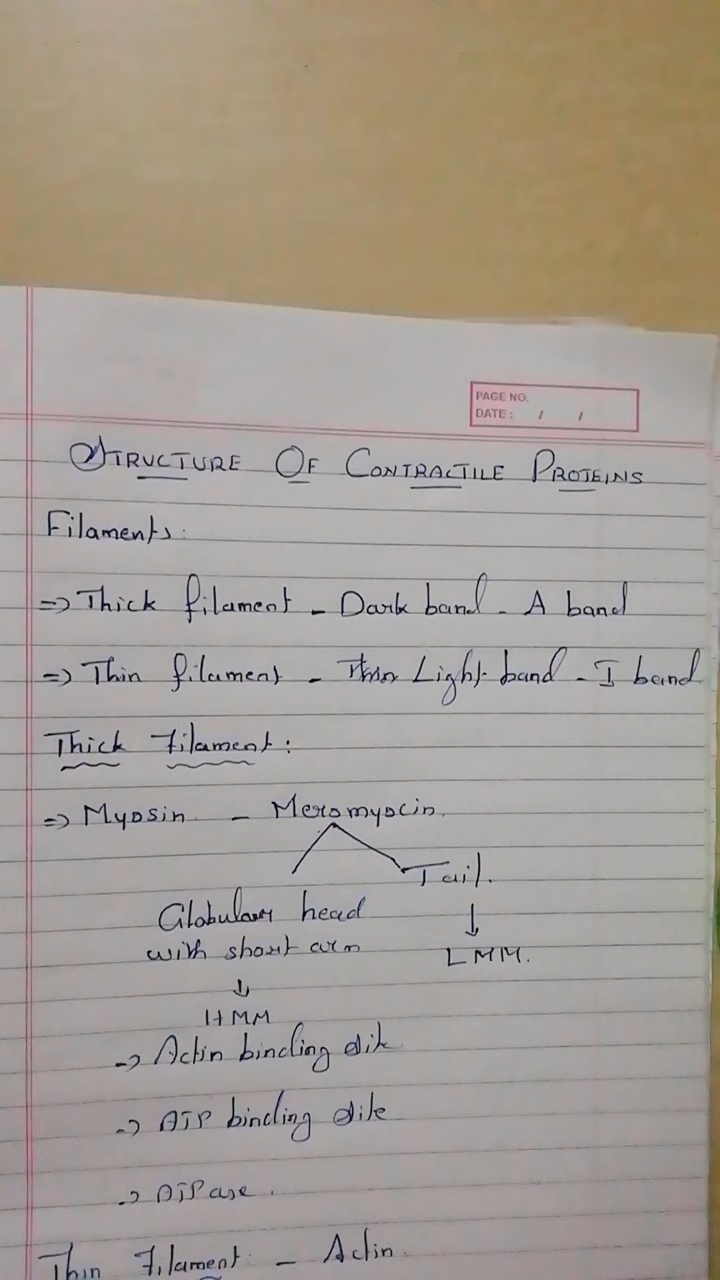 PAGE NO.
DATE : / /
STRUCTURE OF CONTRACTILE PROTEINS
Filaments:
=> Thick filament - Dark band - A band
=> Thin filament - Light band - I band
Thick Filament:
=> Myosin - Meromyocin.
Globular head
with short arm
Tail.
↓
LMM.
↓
HMM
-> Actin binding site
-> ATP binding site
-> ATPase.
Thin Filament - Actin